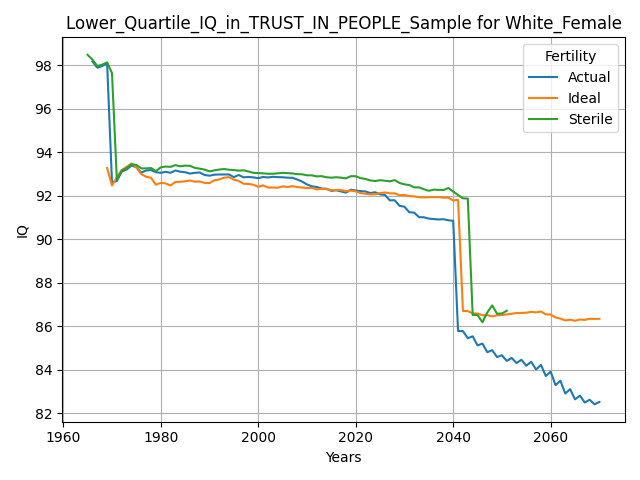 Lower_Quartile_IQ_in_TRUST_IN_PEOPLE_Sample for White_Female
Fertility
Actual
Ideal
Sterile
IQ
98
96
94
92
90
88
86
84
82
1960
1980
2000
2020
2040
2060
Years